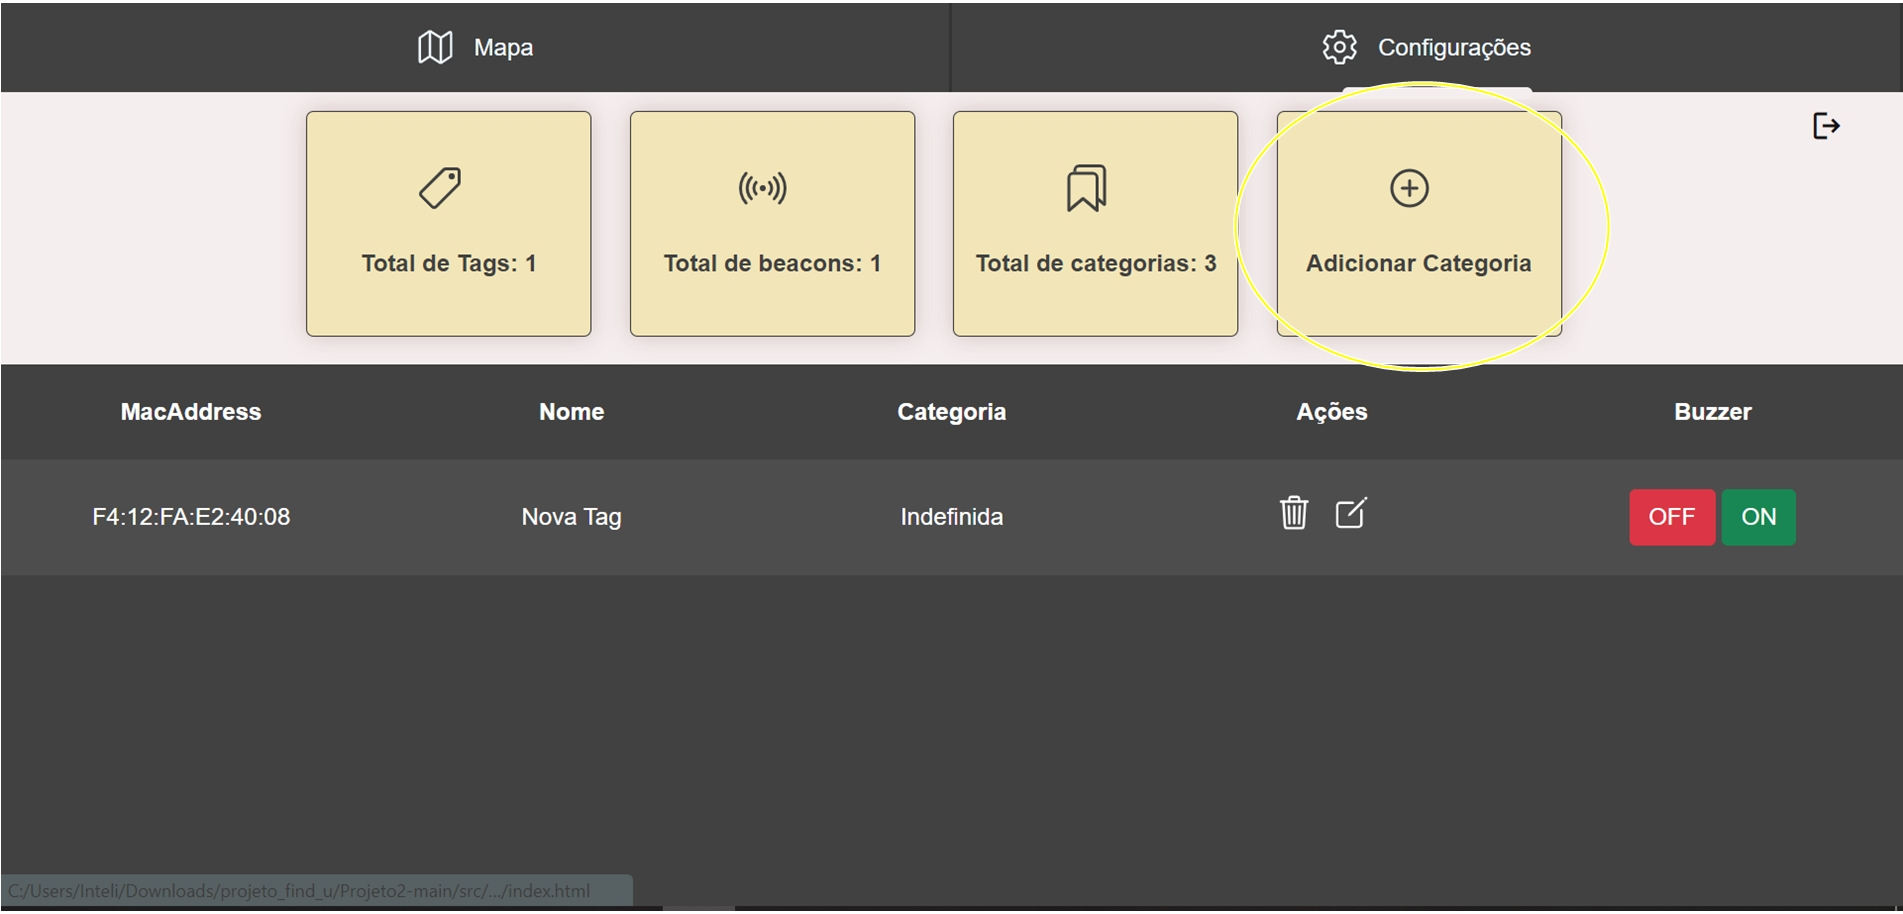 Mapa
Configurações
Total de Tags: 1
Total de beacons: 1
Total de categorias: 3
Adicionar Categoria
MacAddress Nome Categoria Ações Buzzer
F4:12:FA:E2:40:08 Nova Tag Indefinida OFF ON
C:/Users/Inteli/Downloads/projeto_find_u/Projeto2-main/src/.../index.html